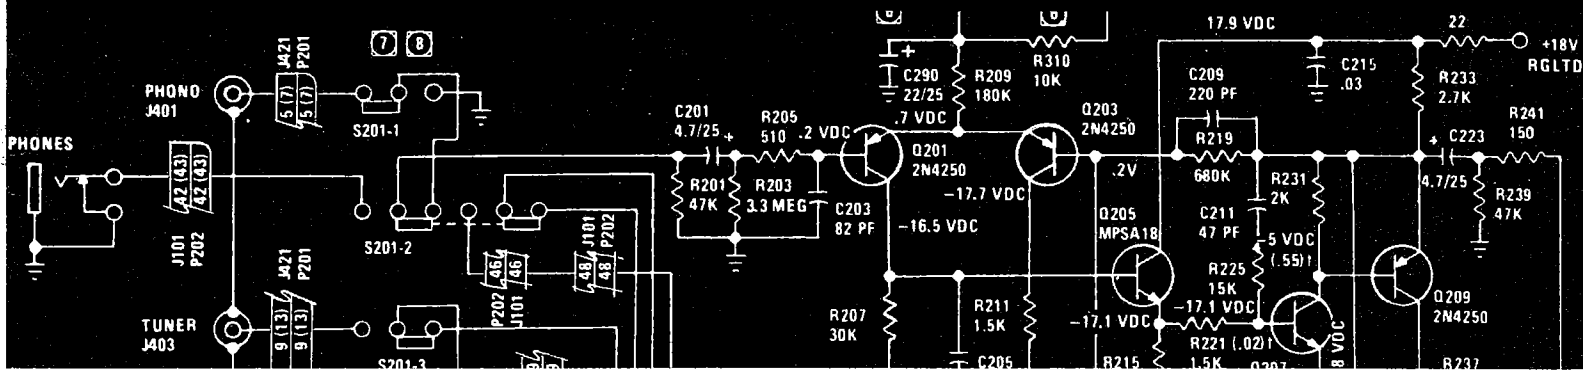 PHONES
PHONO
J401
J421
P201
5 (7)
5 (7)
7
8
S201-1
42 (43)
42 (43)
J101
P202
S201-2
TUNER
J403
J421
P201
9 (13)
9 (13)
S201-3
46
46
P202
J101
J101
P202
48
48
C201
4.7/25
+
R205
510
.2 VDC
R201
47K
R203
3.3 MEG
C203
82 PF
+
C290
22/25
R209
180K
R310
10K
.7 VDC
Q201
2N4250
-17.7 VDC
-16.5 VDC
Q203
2N4250
.2V
Q205
MPSA18
R207
30K
R211
1.5K
C205
-17.1 VDC
R215
17.9 VDC
C209
220 PF
R219
680K
C215
.03
22
+18V
RGLTD
R233
2.7K
R241
150
+
C223
4.7/25
R239
47K
R231
2K
C211
47 PF
-5 VDC
(.55)↑
R225
15K
-17.1 VDC
R221 (.02)↑
1.5K
Q207
8 VDC
Q209
2N4250
R237